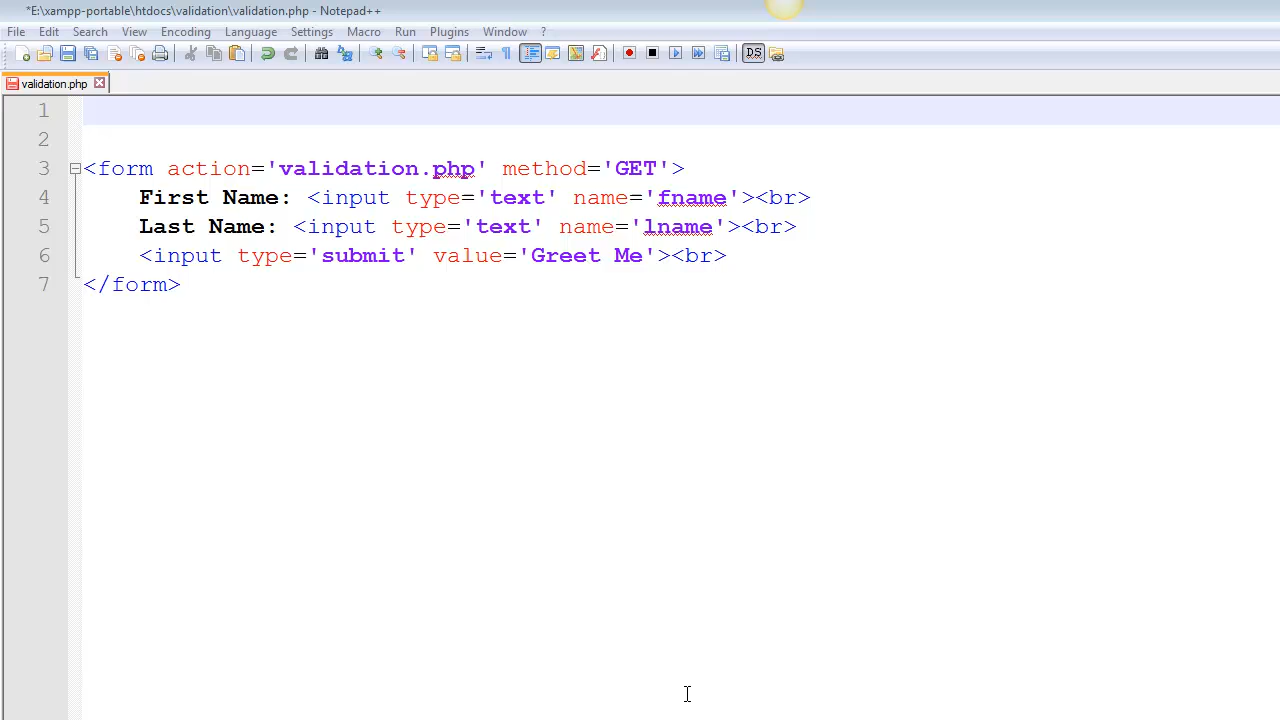 *E:\xampp-portable\htdocs\validation\validation.php - Notepad++
File Edit Search View Encoding Language Settings Macro Run Plugins Window ?
validation.php
1
2
3 <form action='validation.php' method='GET'>
4 First Name: <input type='text' name='fname'><br>
5 Last Name: <input type='text' name='lname'><br>
6 <input type='submit' value='Greet Me'><br>
7 </form>